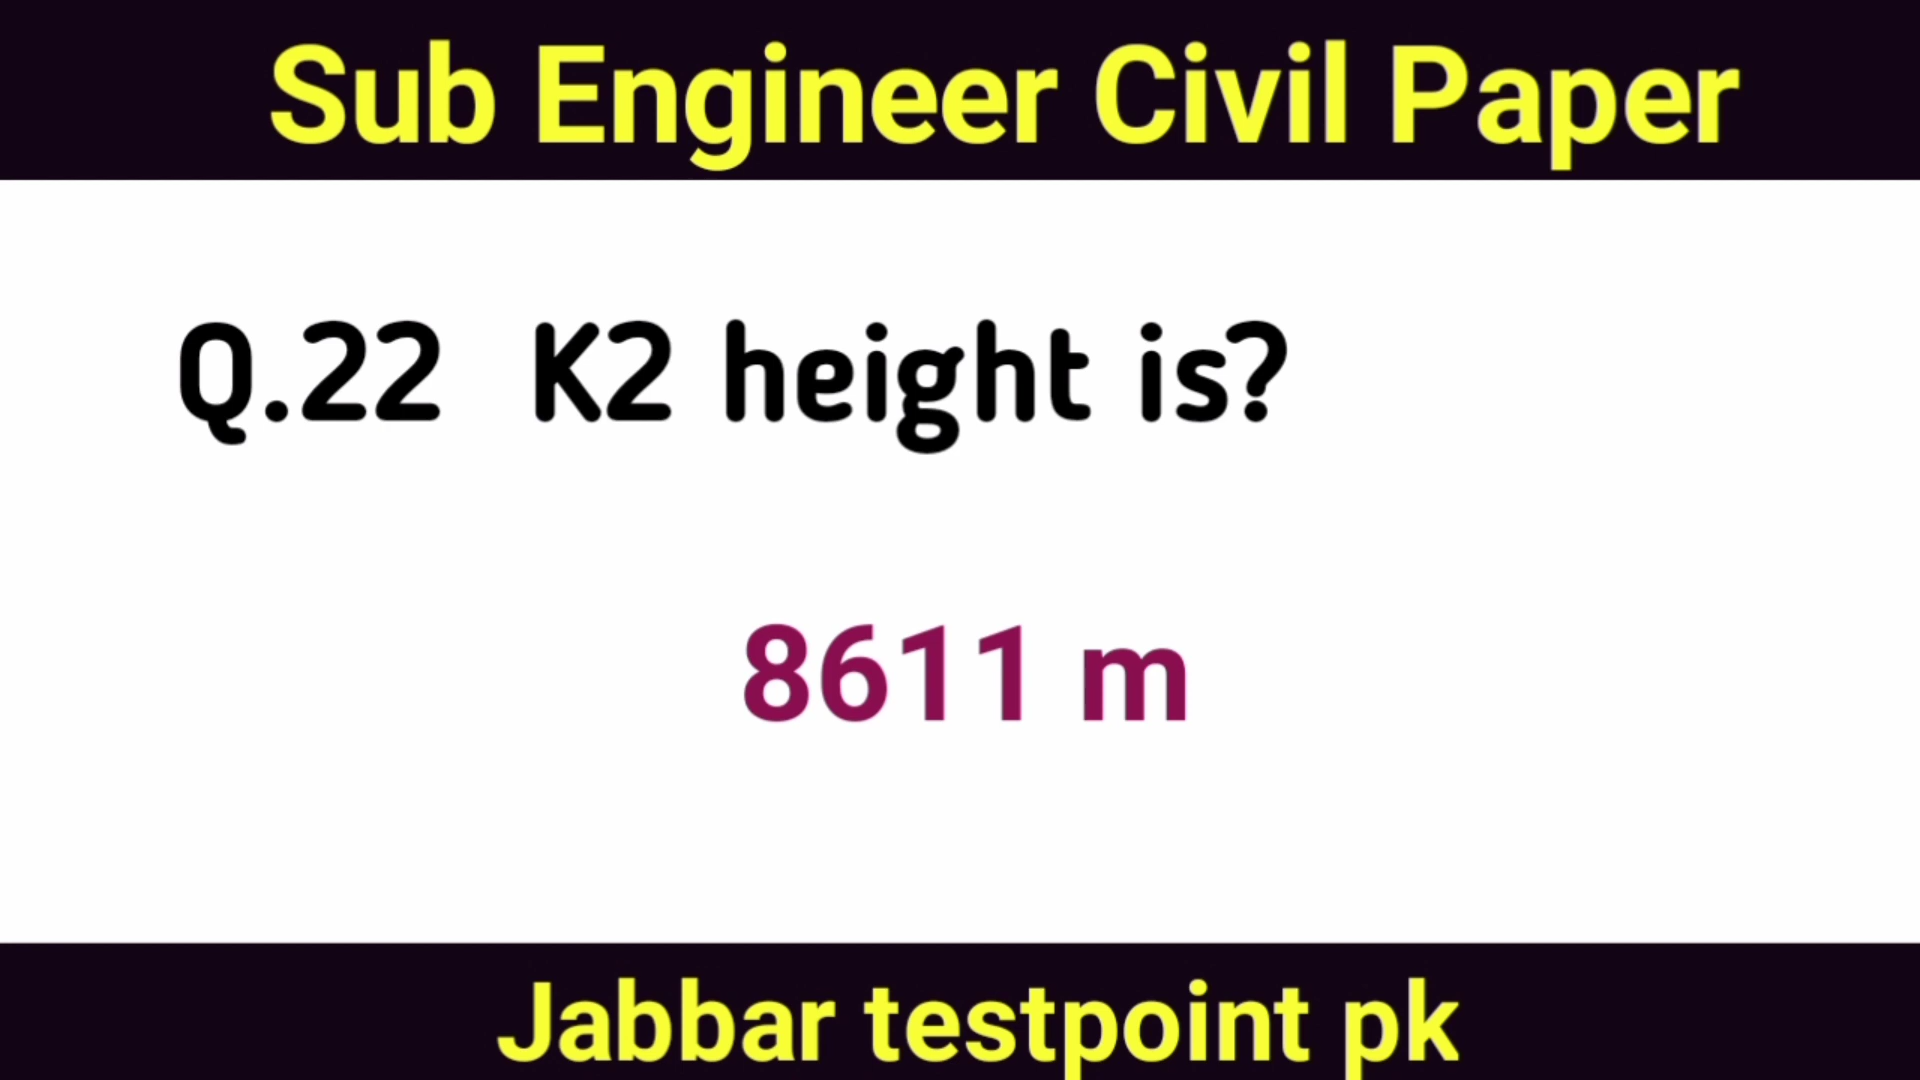 Sub Engineer Civil Paper
Q.22 K2 height is?
8611 m
Jabbar testpoint pk